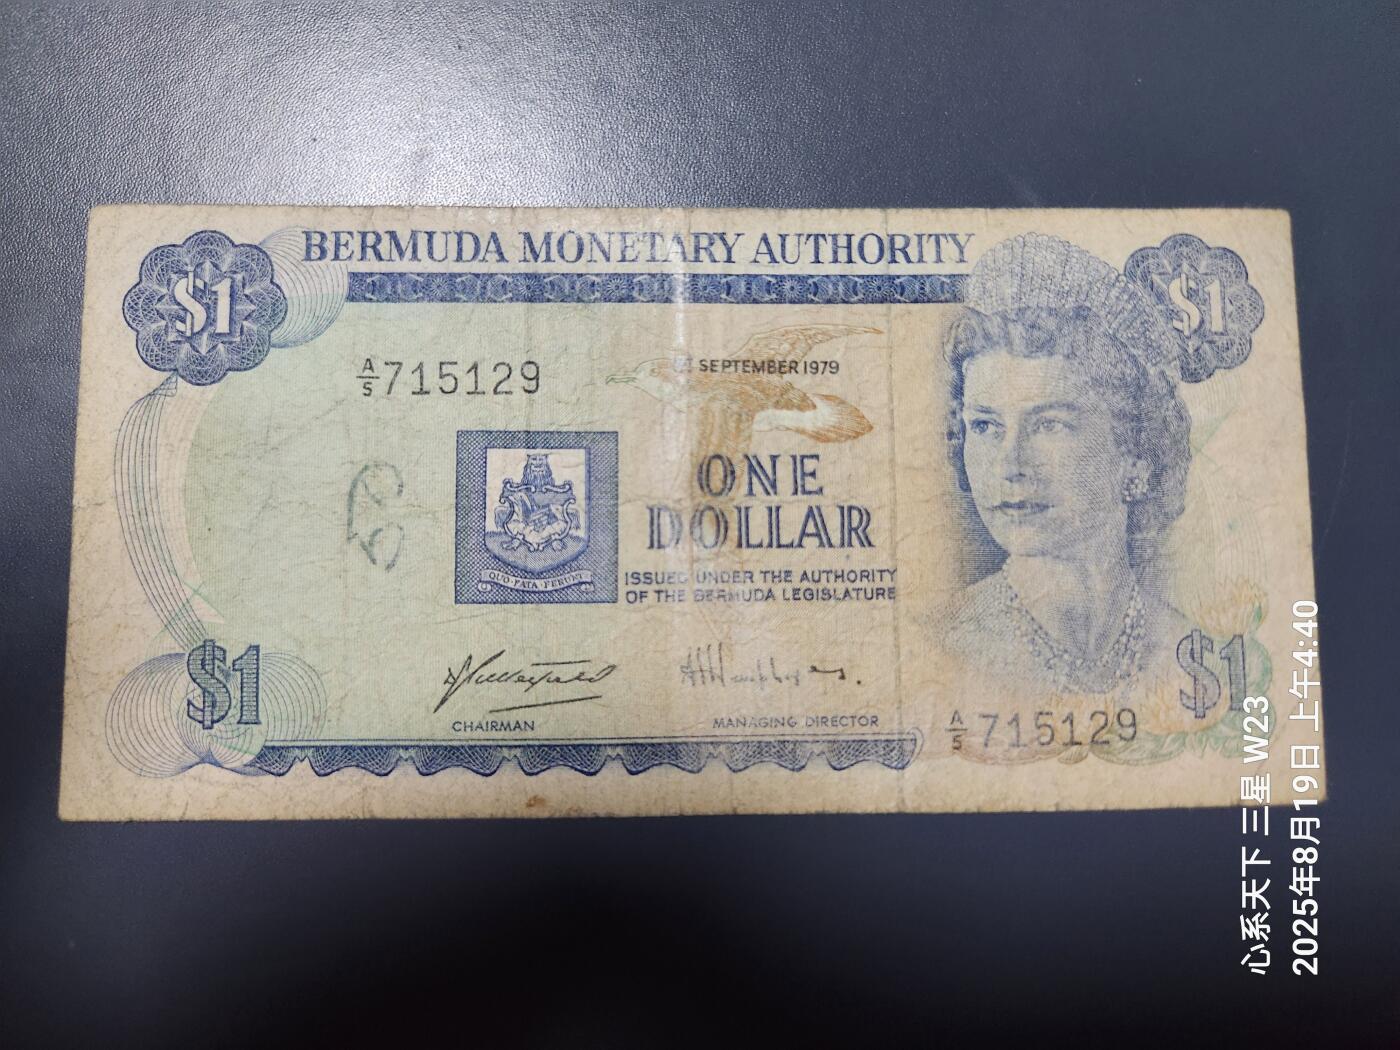 BERMUDA MONETARY AUTHORITY
$1
$1
A/5 715129
SEPTEMBER 1979
ONE
DOLLAR
QUO FATA FERUNT
ISSUED UNDER THE AUTHORITY
OF THE BERMUDA LEGISLATURE
$1
$1
CHAIRMAN
MANAGING DIRECTOR
A/5 715129
心系天下 三星 W23
2025年8月19日 上午4:40